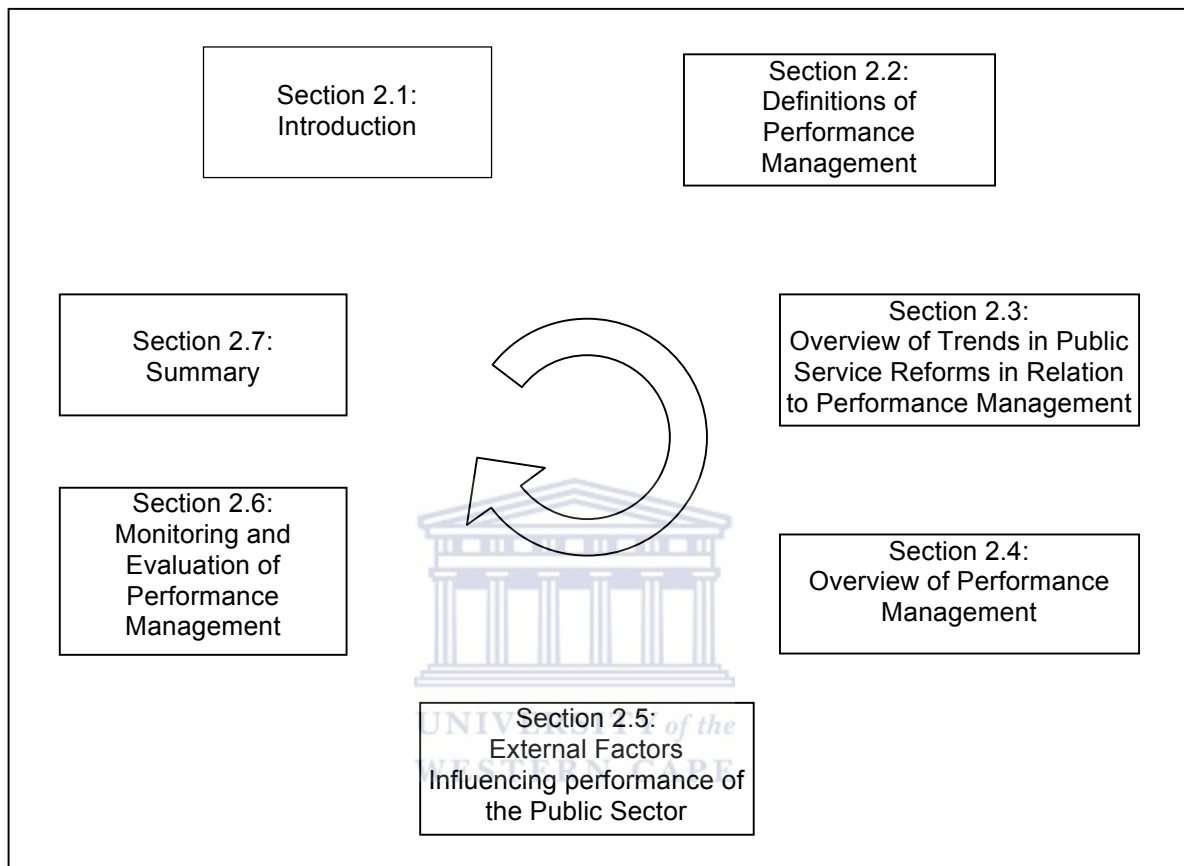 Section 2.1:
Introduction
Section 2.2:
Definitions of
Performance
Management
Section 2.3:
Overview of Trends in Public
Service Reforms in Relation
to Performance Management
Section 2.4:
Overview of Performance
Management
Section 2.5:
External Factors
Influencing performance of
the Public Sector
Section 2.6:
Monitoring and
Evaluation of
Performance
Management
Section 2.7:
Summary
UNIVERSITY of the
WESTERN CAPE